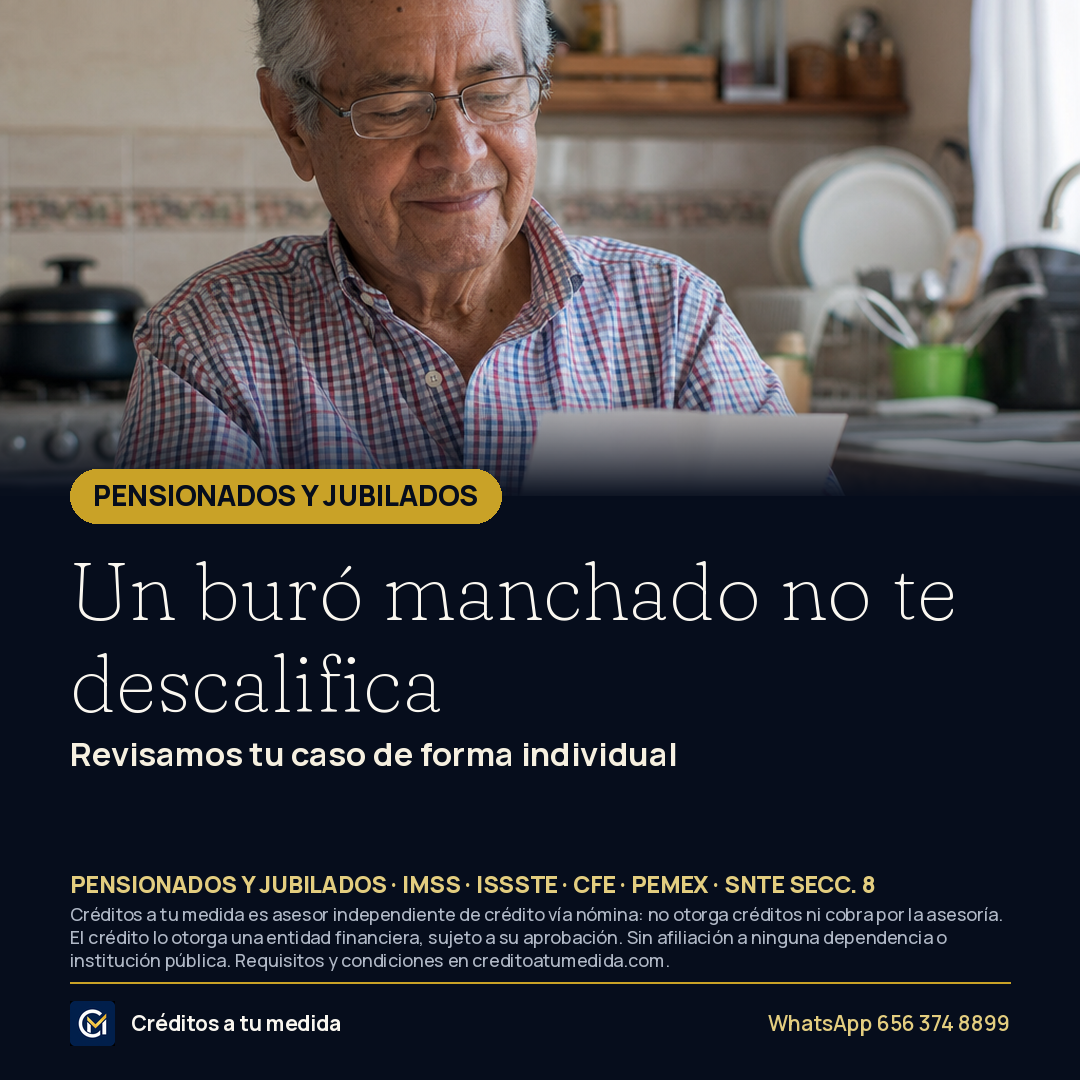 PENSIONADOS Y JUBILADOS
Un buró manchado no te
descalifica
Revisamos tu caso de forma individual
PENSIONADOS Y JUBILADOS · IMSS · ISSSTE · CFE · PEMEX · SNTE SECC. 8
Créditos a tu medida es asesor independiente de crédito vía nómina: no otorga créditos ni cobra por la asesoría.
El crédito lo otorga una entidad financiera, sujeto a su aprobación. Sin afiliación a ninguna dependencia o
institución pública. Requisitos y condiciones en creditoatumedida.com.
Créditos a tu medida
WhatsApp 656 374 8899